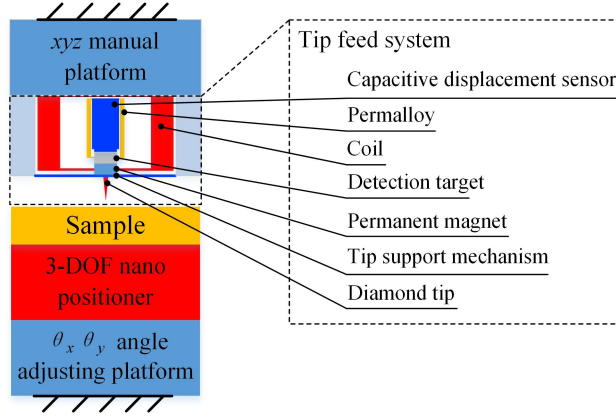 xyz manual
platform
Tip feed system
Capacitive displacement sensor
Permalloy
Coil
Detection target
Permanent magnet
Tip support mechanism
Diamond tip
Sample
3-DOF nano
positioner
θx θy angle
adjusting platform